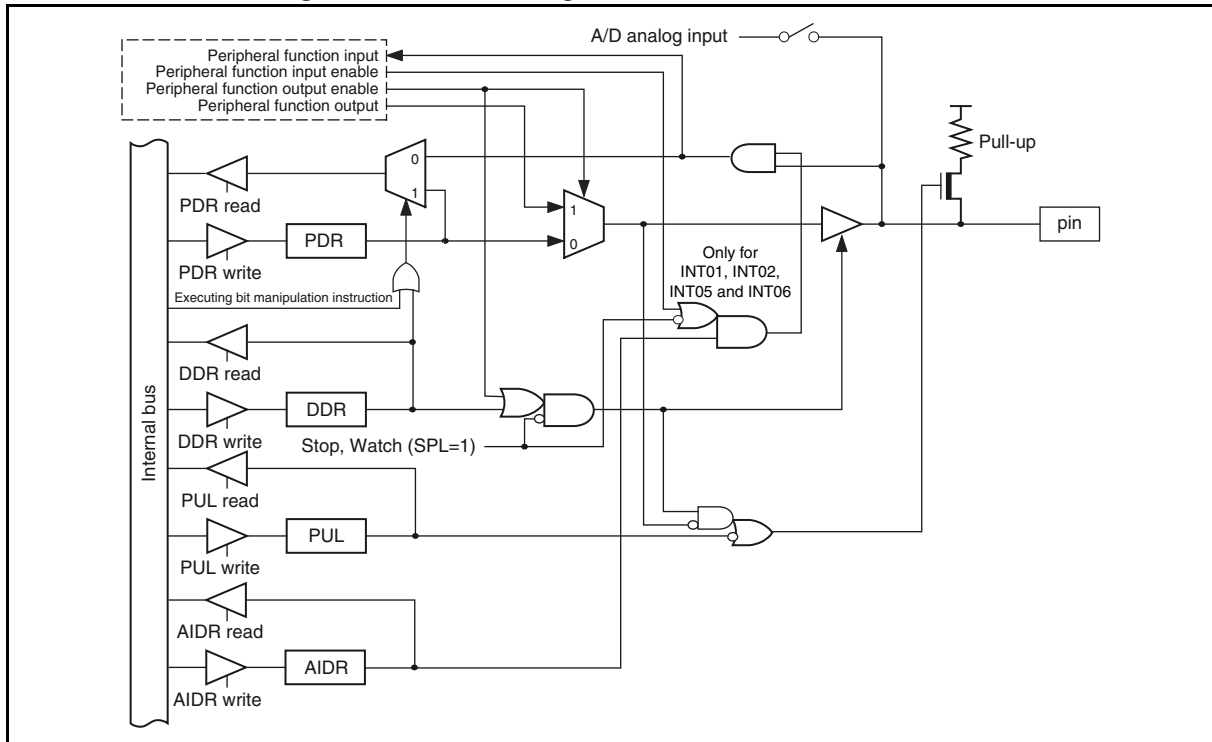 A/D analog input
Peripheral function input
Peripheral function input enable
Peripheral function output enable
Peripheral function output
Pull-up
0
1
PDR read
1
0
pin
PDR
PDR write
Only for
INT01, INT02,
INT05 and INT06
Executing bit manipulation instruction
DDR read
Internal bus
DDR
DDR write
Stop, Watch (SPL=1)
PUL read
PUL
PUL write
AIDR read
AIDR
AIDR write